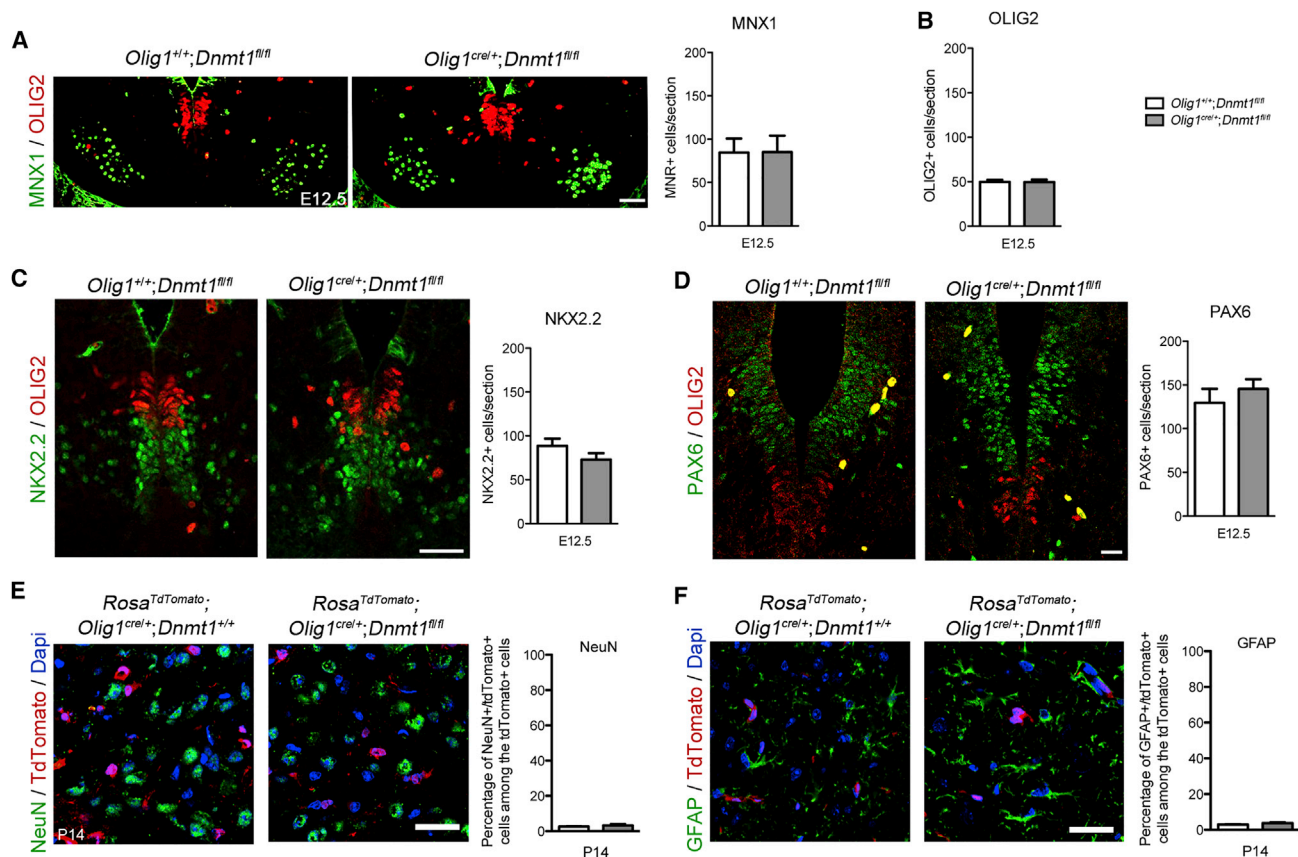 A
Olig1+/+;Dnmt1fl/fl
Olig1cre/+;Dnmt1fl/fl
MNX1 / OLIG2
E12.5
MNX1
MNR+ cells/section
200
150
100
50
0
E12.5
B
OLIG2
OLIG2+ cells/section
200
150
100
50
0
E12.5
Olig1+/+;Dnmt1fl/fl
Olig1cre/+;Dnmt1fl/fl
C
Olig1+/+;Dnmt1fl/fl
Olig1cre/+;Dnmt1fl/fl
NKX2.2 / OLIG2
NKX2.2
NKX2.2+ cells/section
200
150
100
50
0
E12.5
D
Olig1+/+;Dnmt1fl/fl
Olig1cre/+;Dnmt1fl/fl
PAX6 / OLIG2
PAX6
PAX6+ cells/section
200
150
100
50
0
E12.5
E
RosaTdTomato;
Olig1cre/+;Dnmt1+/+
RosaTdTomato;
Olig1cre/+;Dnmt1fl/fl
NeuN / TdTomato / Dapi
P14
NeuN
Percentage of NeuN+/tdTomato+
cells among the tdTomato+ cells
100
80
60
40
20
0
P14
F
RosaTdTomato;
Olig1cre/+;Dnmt1+/+
RosaTdTomato;
Olig1cre/+;Dnmt1fl/fl
GFAP / TdTomato / Dapi
GFAP
Percentage of GFAP+/tdTomato+
cells among the tdTomato+ cells
100
80
60
40
20
0
P14